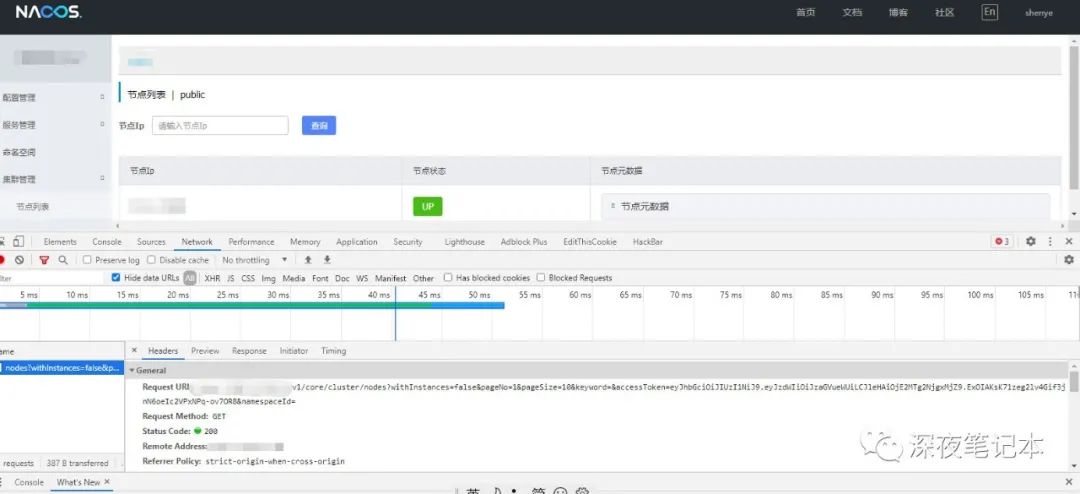 NACOS.
首页 文档 博客 社区 En shenye
配置管理
服务管理
命名空间
集群管理
节点列表
节点列表 | public
节点Ip 请输入节点Ip 查询
节点Ip 节点状态 节点元数据
UP 节点元数据
Elements Console Sources Network Performance Memory Application Security Lighthouse Adblock Plus EditThisCookie HackBar 3
Preserve log Disable cache No throttling
Hide data URLs All XHR JS CSS Img Media Font Doc WS Manifest Other Has blocked cookies Blocked Requests
5 ms 10 ms 15 ms 20 ms 25 ms 30 ms 35 ms 40 ms 45 ms 50 ms 55 ms 60 ms 65 ms 70 ms 75 ms 80 ms 85 ms 90 ms 95 ms 100 ms 105 ms
Headers Preview Response Initiator Timing
nodes?withInstances=false&p...
General
Request URL
v1/core/cluster/nodes?withInstances=false&pageNo=1&pageSize=10&keyword=&accessToken=
&namespaceId=
Request Method: GET
Status Code: 200
Remote Address:
Referrer Policy: strict-origin-when-cross-origin
requests 387 B transferred
Console What's New
深夜笔记本